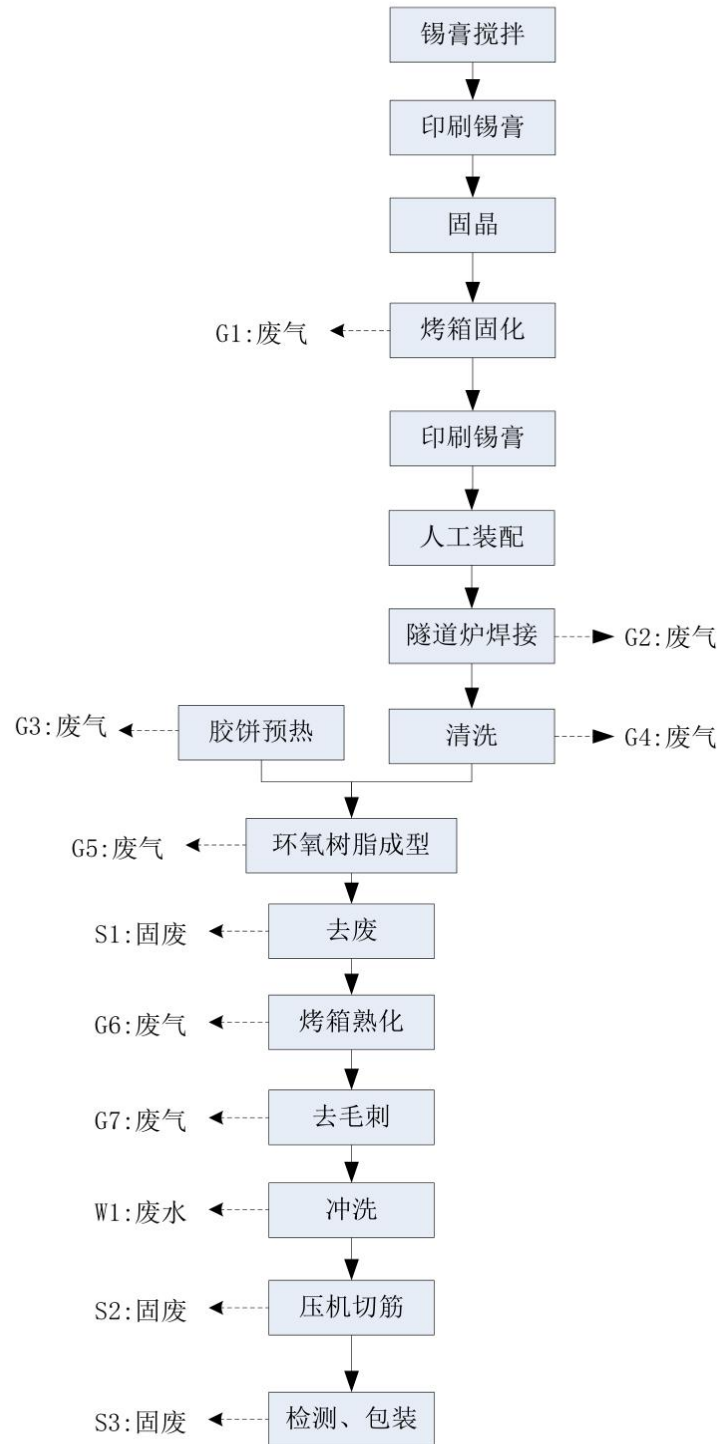 锡膏搅拌
印刷锡膏
固晶
G1:废气
烤箱固化
印刷锡膏
人工装配
隧道炉焊接
G2:废气
G3:废气
胶饼预热
清洗
G4:废气
G5:废气
环氧树脂成型
S1:固废
去废
G6:废气
烤箱熟化
G7:废气
去毛刺
W1:废水
冲洗
S2:固废
压机切筋
S3:固废
检测、包装